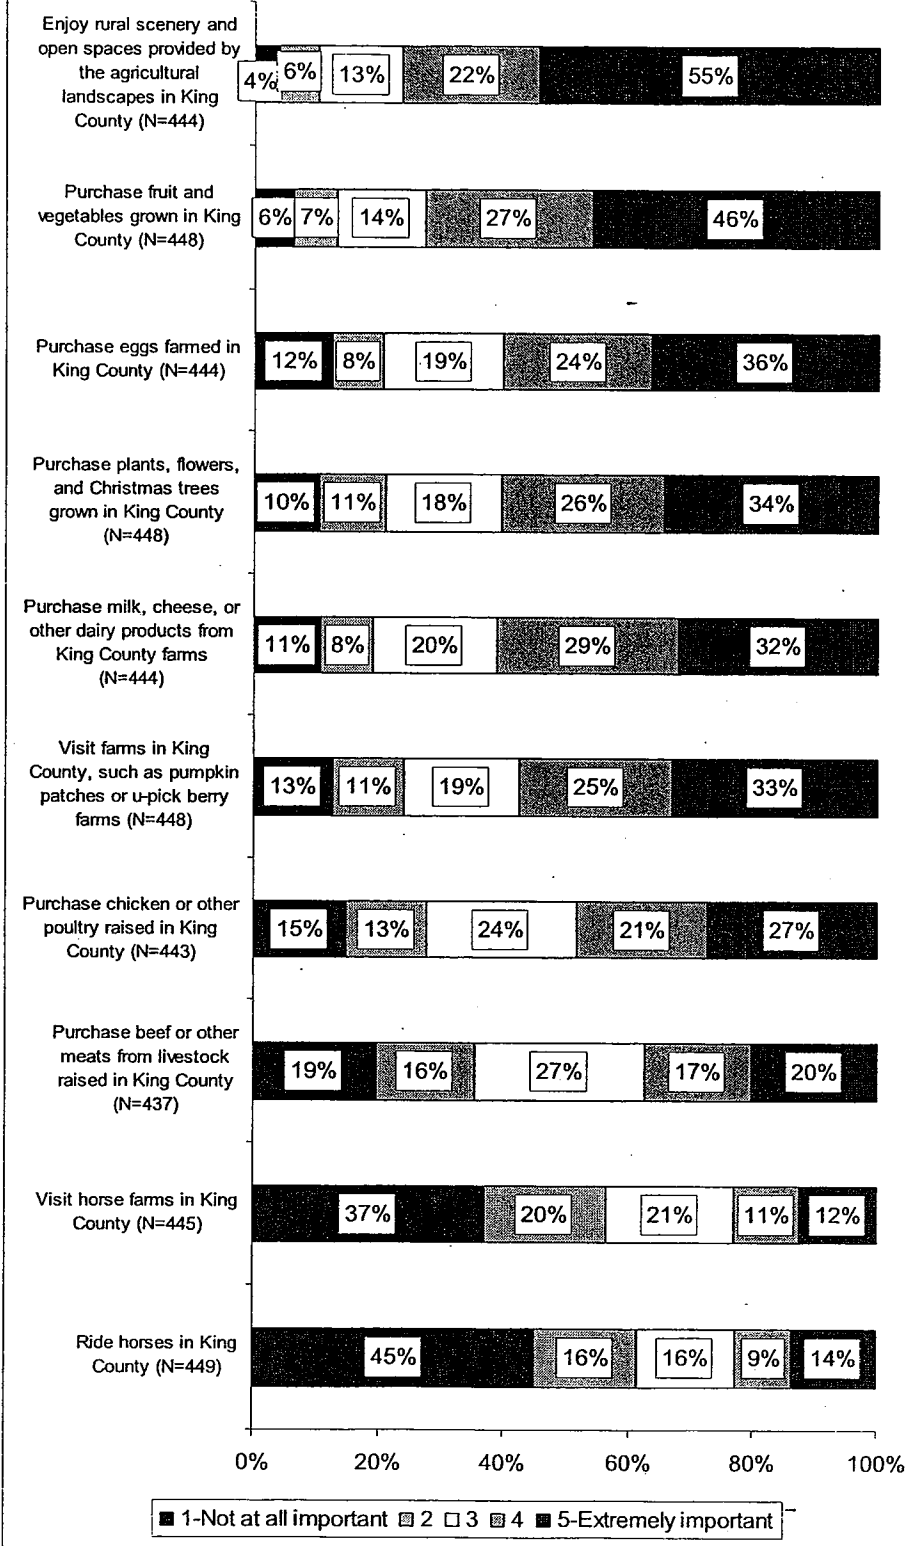 Enjoy rural scenery and
open spaces provided by
the agricultural
landscapes in King
County (N=444)
4% 6% 13% 22% 55%
Purchase fruit and
vegetables grown in King
County (N=448)
6% 7% 14% 27% 46%
Purchase eggs farmed in
King County (N=444)
12% 8% 19% 24% 36%
Purchase plants, flowers,
and Christmas trees
grown in King County
(N=448)
10% 11% 18% 26% 34%
Purchase milk, cheese, or
other dairy products from
King County farms
(N=444)
11% 8% 20% 29% 32%
Visit farms in King
County, such as pumpkin
patches or u-pick berry
farms (N=448)
13% 11% 19% 25% 33%
Purchase chicken or other
poultry raised in King
County (N=443)
15% 13% 24% 21% 27%
Purchase beef or other
meats from livestock
raised in King County
(N=437)
19% 16% 27% 17% 20%
Visit horse farms in King
County (N=445)
37% 20% 21% 11% 12%
Ride horses in King
County (N=449)
45% 16% 16% 9% 14%
0% 20% 40% 60% 80% 100%
1-Not at all important 2 3 4 5-Extremely important